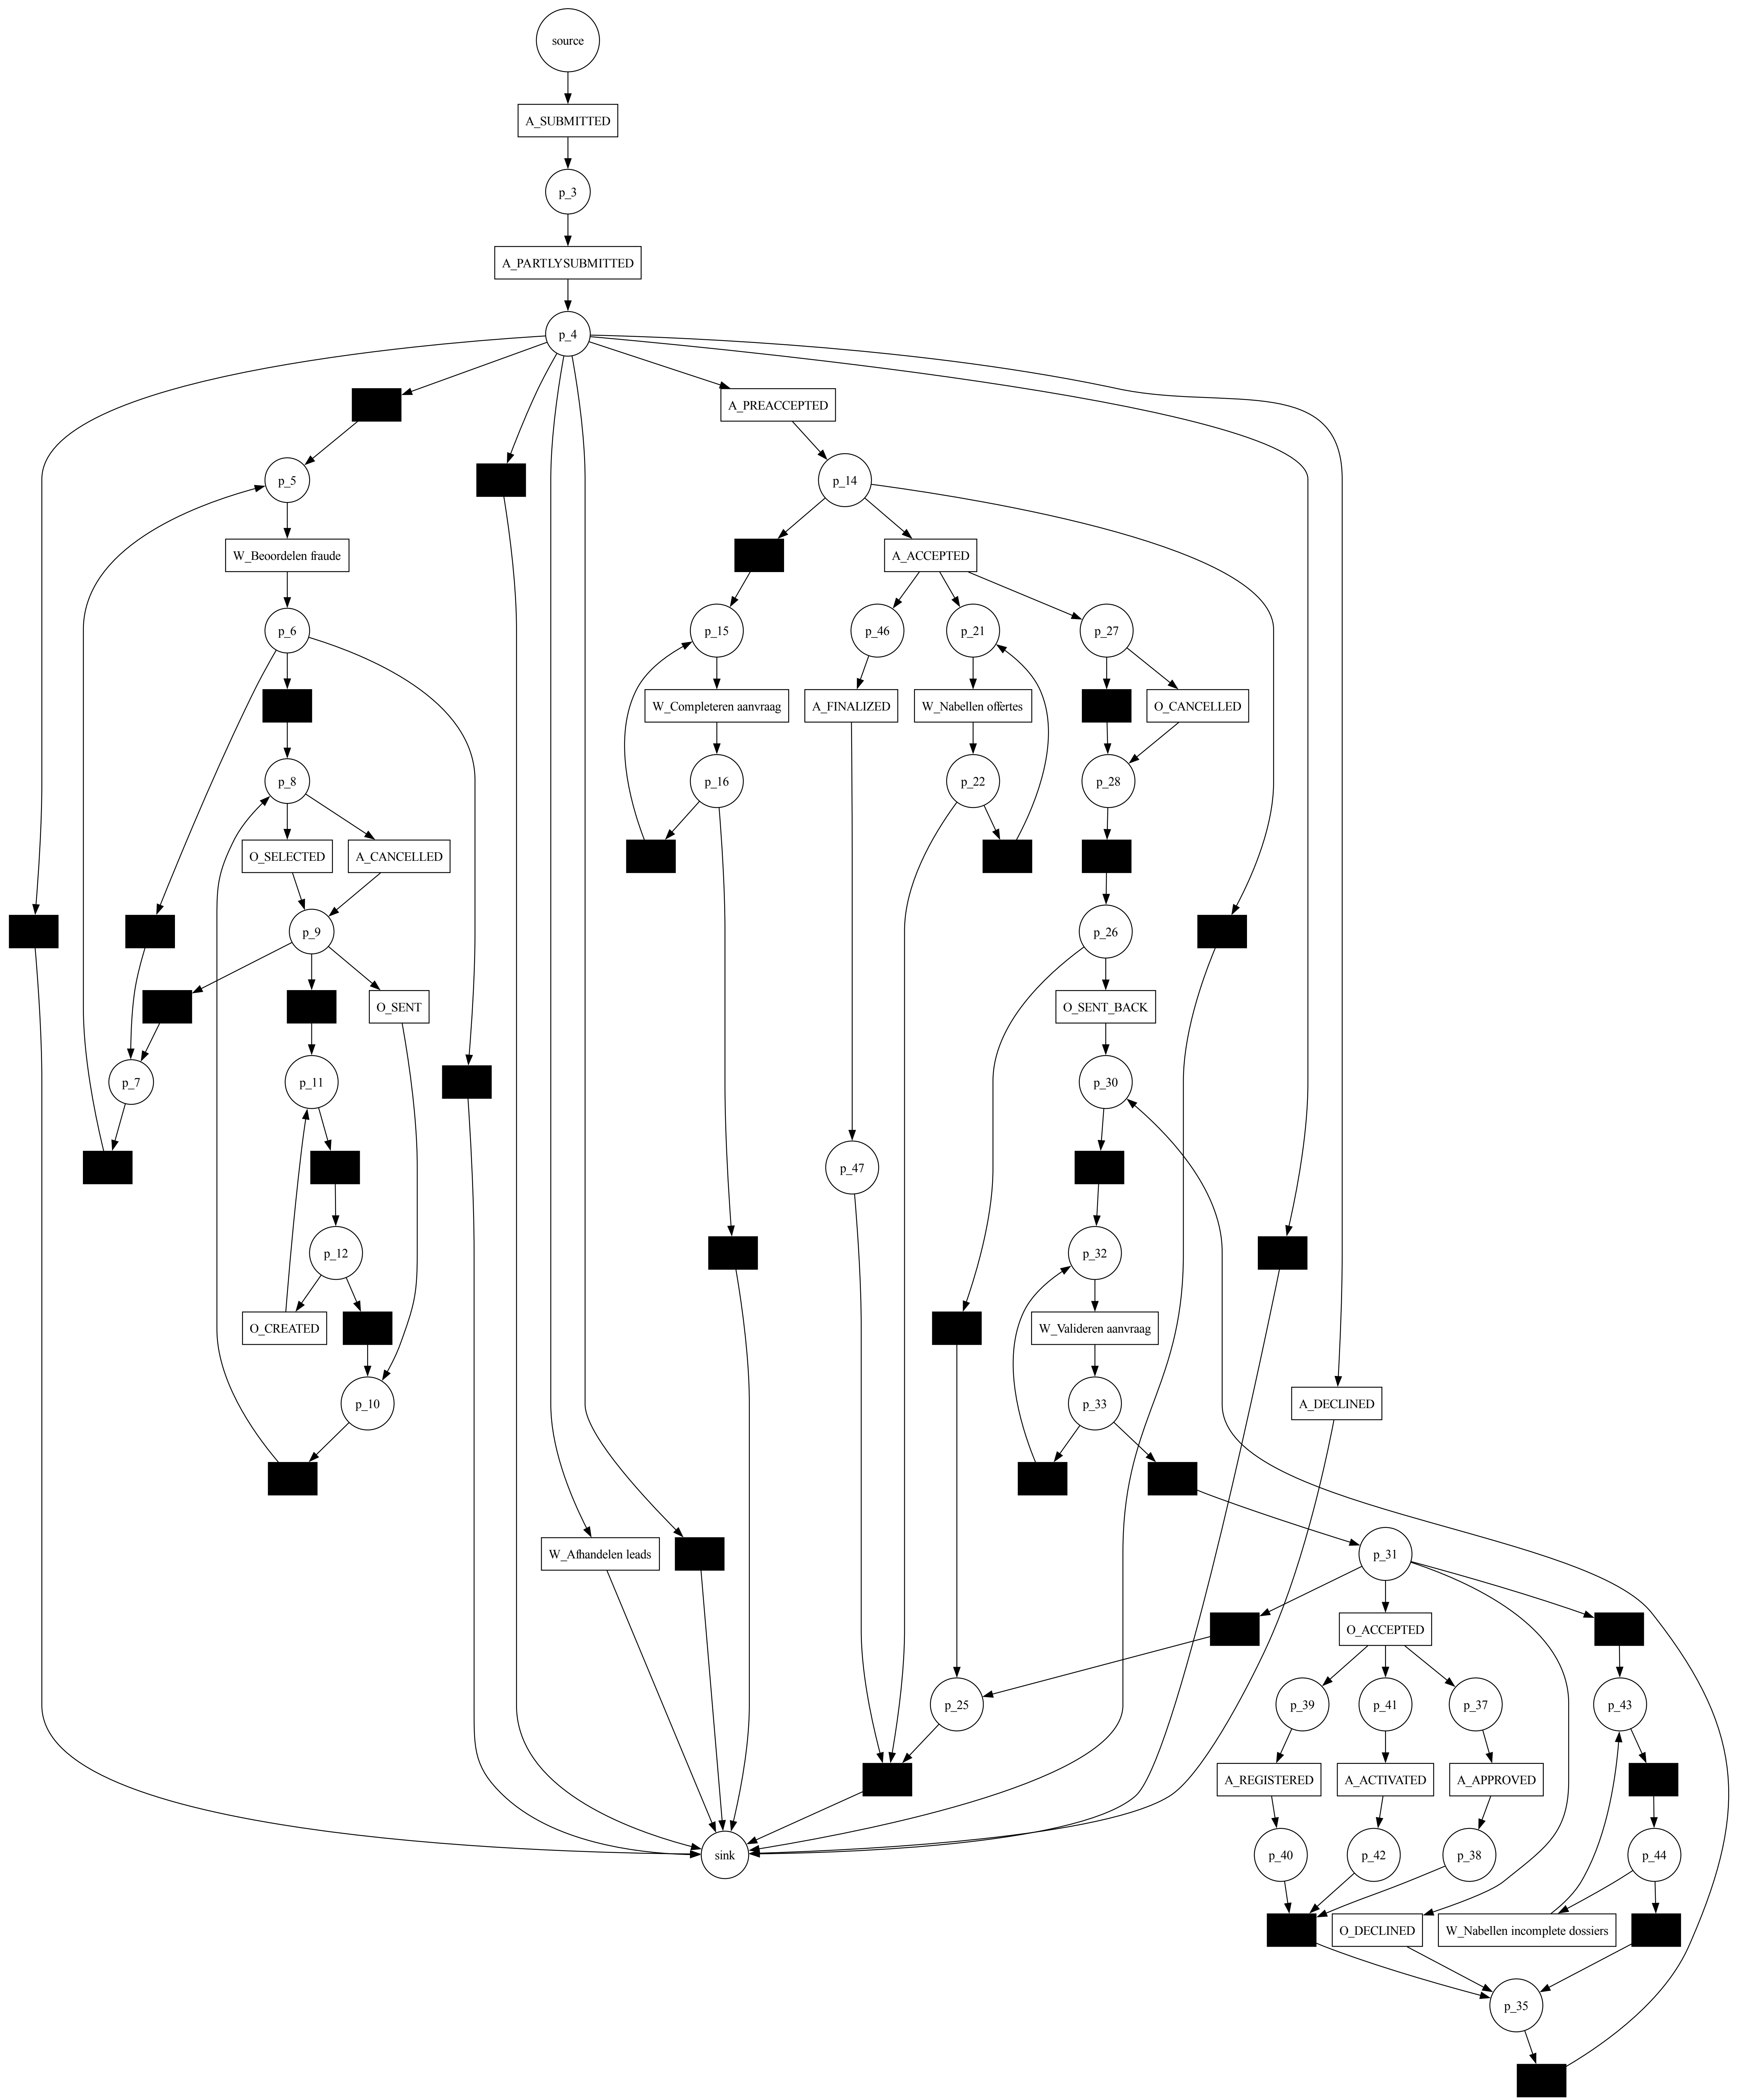 source
A_SUBMITTED
p_3
A_PARTLYSUBMITTED
p_4
A_PREACCEPTED
p_5
p_14
W_Beoordelen fraude
A_ACCEPTED
p_6
p_15
p_46
p_21
p_27
W_Completeren aanvraag
A_FINALIZED
W_Nabellen offertes
O_CANCELLED
p_8
p_16
p_22
p_28
O_SELECTED
A_CANCELLED
p_9
p_26
O_SENT
O_SENT_BACK
p_7
p_11
p_30
p_47
p_12
p_32
O_CREATED
W_Valideren aanvraag
p_10
p_33
A_DECLINED
W_Afhandelen leads
p_31
O_ACCEPTED
p_25
p_39
p_41
p_37
p_43
A_REGISTERED
A_ACTIVATED
A_APPROVED
sink
p_40
p_42
p_38
p_44
O_DECLINED
W_Nabellen incomplete dossiers
p_35